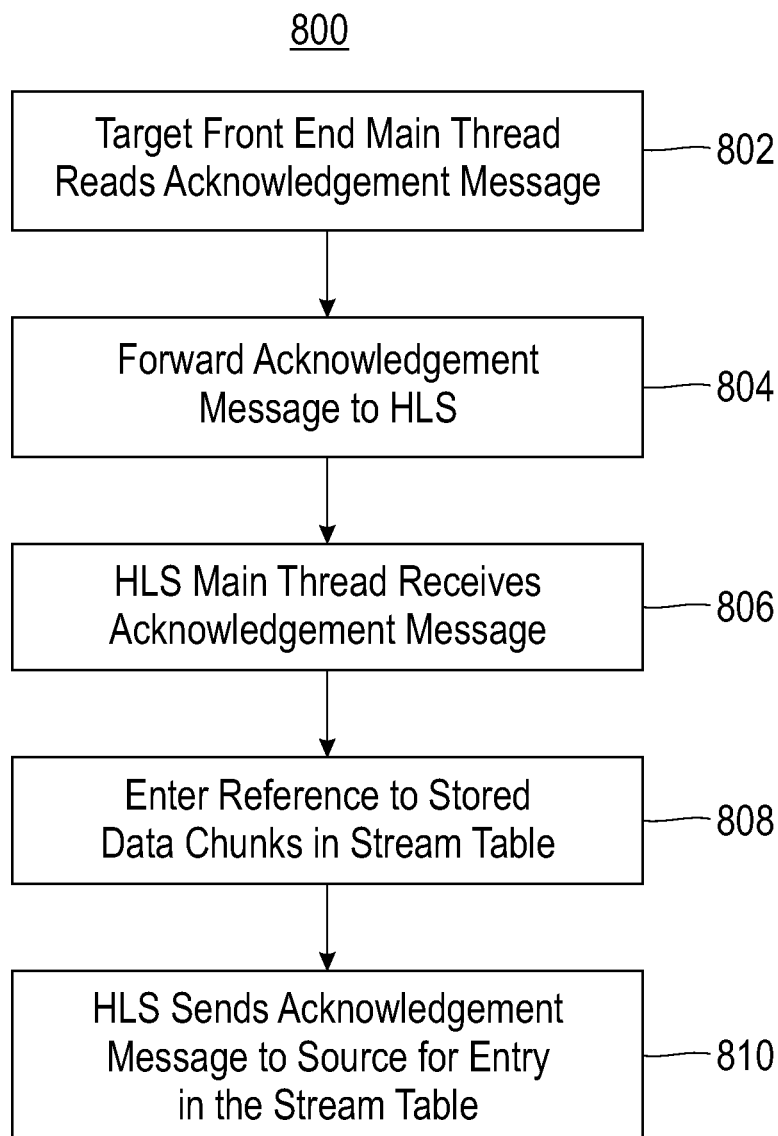 800
Target Front End Main Thread
Reads Acknowledgement Message
802
Forward Acknowledgement
Message to HLS
804
HLS Main Thread Receives
Acknowledgement Message
806
Enter Reference to Stored
Data Chunks in Stream Table
808
HLS Sends Acknowledgement
Message to Source for Entry
in the Stream Table
810